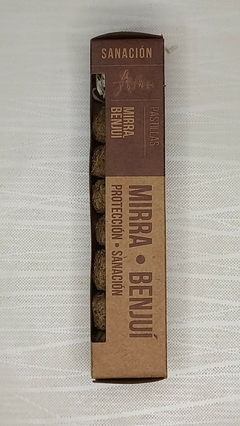 SANACIÓN
PASTILLAS
MIRRA
BENJUÍ
MIRRA • BENJUÍ
PROTECCIÓN • SANACIÓN